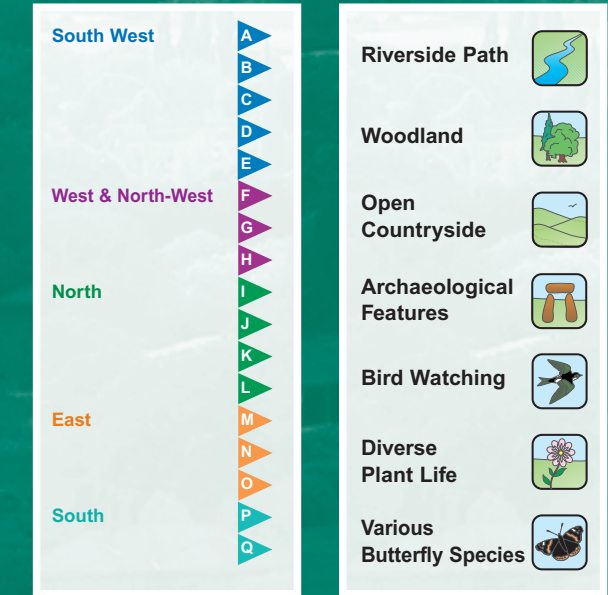 South West A
B
C
D
E
West & North-West F
G
H
North I
J
K
L
East M
N
O
South P
Q
Riverside Path
Woodland
Open
Countryside
Archaeological
Features
Bird Watching
Diverse
Plant Life
Various
Butterfly Species